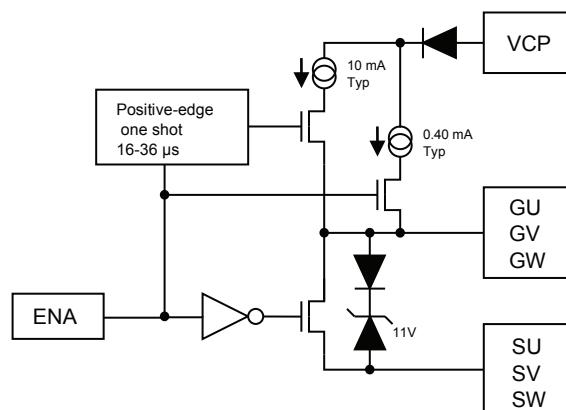 VCP
10 mA
Typ
Positive-edge
one shot
16-36 µs
0.40 mA
Typ
GU
GV
GW
ENA
11V
SU
SV
SW